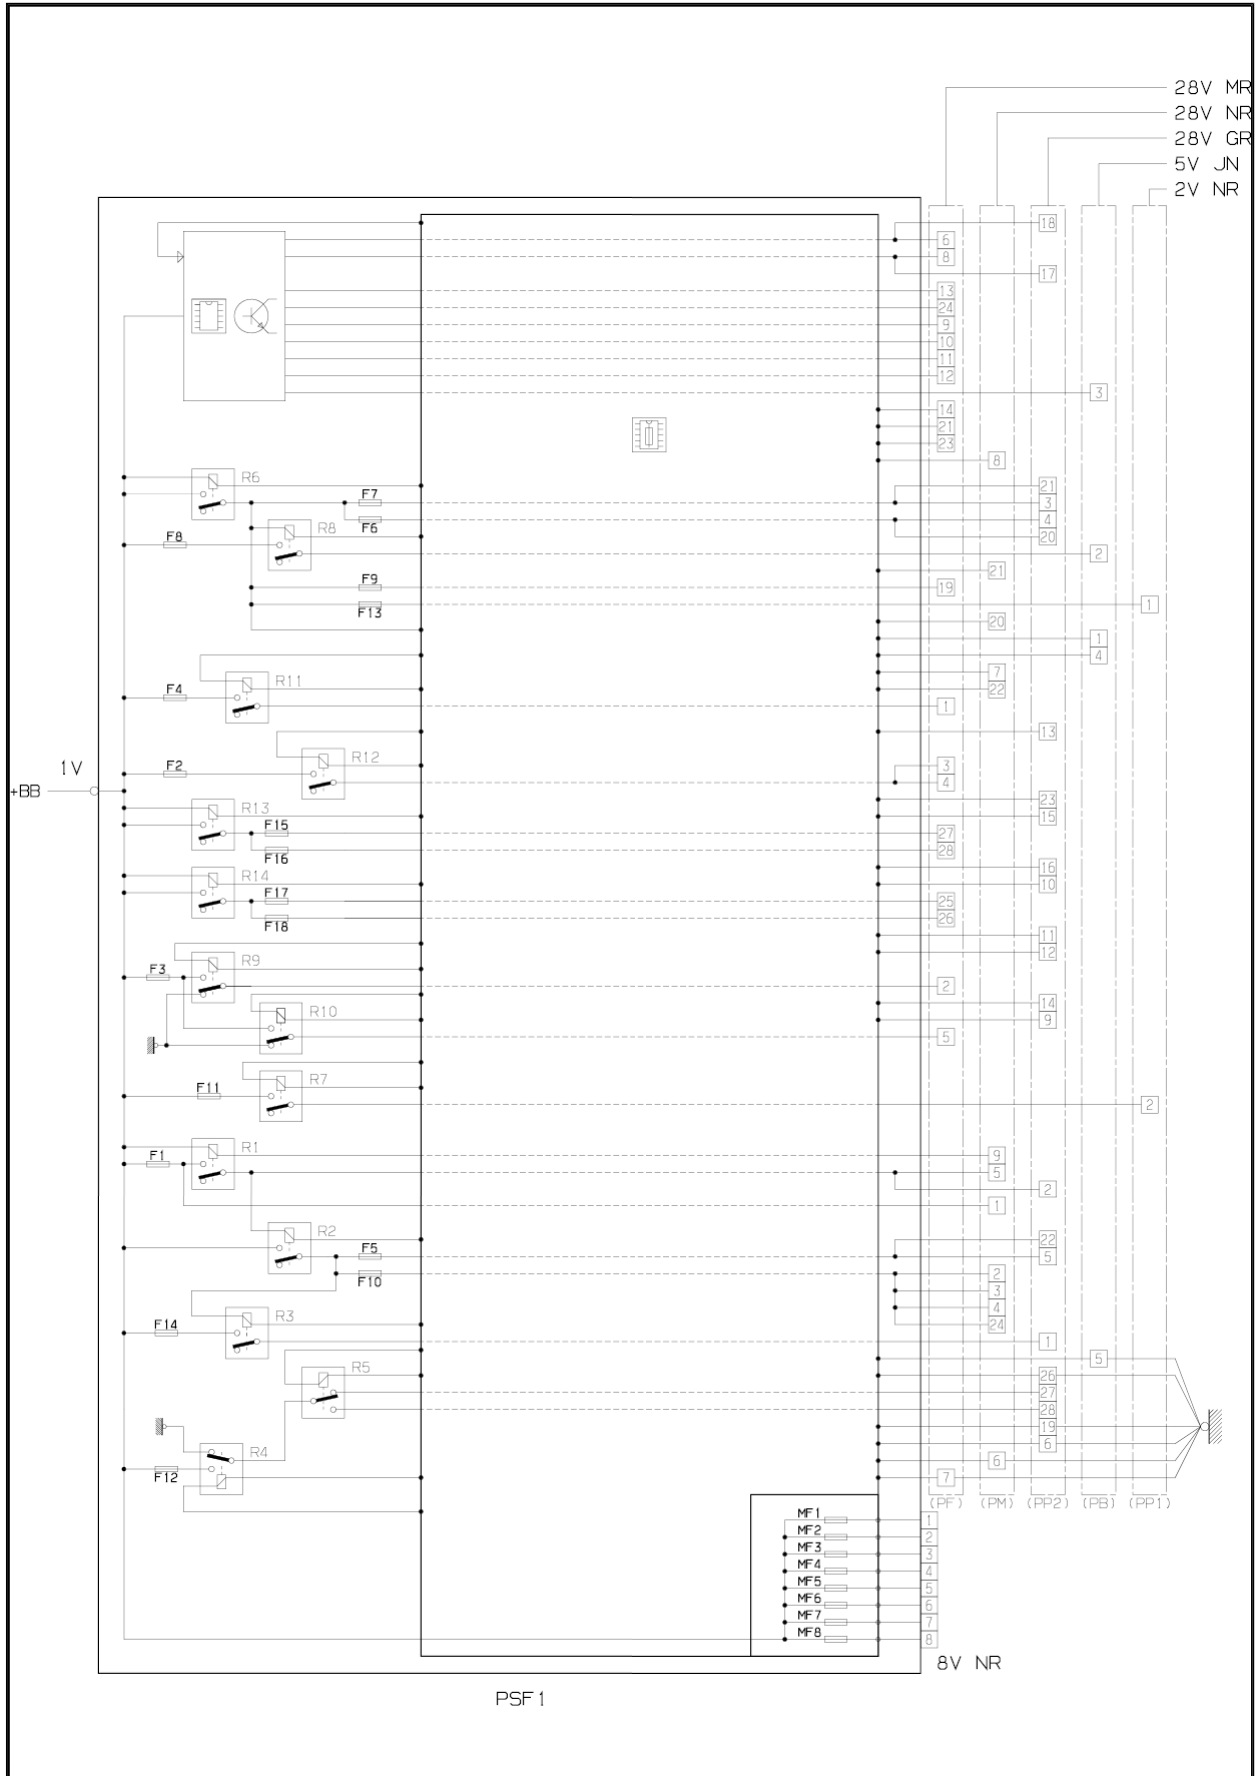 28V MR
28V NR
28V GR
5V JN
2V NR
18
6
8
17
13
24
9
10
11
12
3
14
21
23
8
R6
F7
21
3
F6
4
R8
20
F8
2
21
F9
19
F13
1
20
1
4
7
R11
22
F4
1
13
R12
3
F2
4
1V
+BB
23
R13
15
F15
27
F16
28
16
R14
10
F17
25
F18
26
11
R9
12
F3
2
14
R10
9
5
R7
F11
2
R1
9
F1
5
2
1
R2
22
F5
5
F10
2
3
4
R3
24
F14
1
5
R5
26
27
28
19
R4
6
6
F12
7
(PF) (PM) (PP2) (PB) (PP1)
MF1 1
MF2 2
MF3 3
MF4 4
MF5 5
MF6 6
MF7 7
MF8 8
8V NR
PSF1